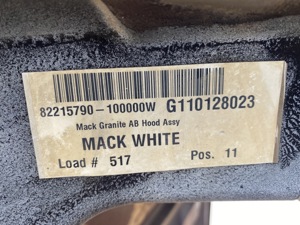 82215790-100000W G110128023
Mack Granite AB Hood Assy
MACK WHITE
Load # 517 Pos. 11